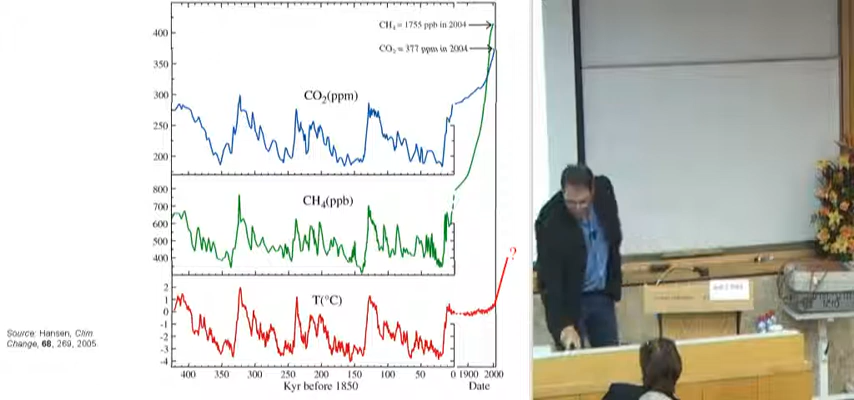 CH₄ = 1755 ppb in 2004
CO₂ = 377 ppm in 2004
CO₂(ppm)
400
350
300
250
200
CH₄(ppb)
800
700
600
500
400
?
T(°C)
2
1
0
-1
-2
-3
-4
400 350 300 250 200 150 100 50 0 1900 2000
Kyr before 1850 Date
Source: Hansen, Clim
Change, 68, 269, 2005